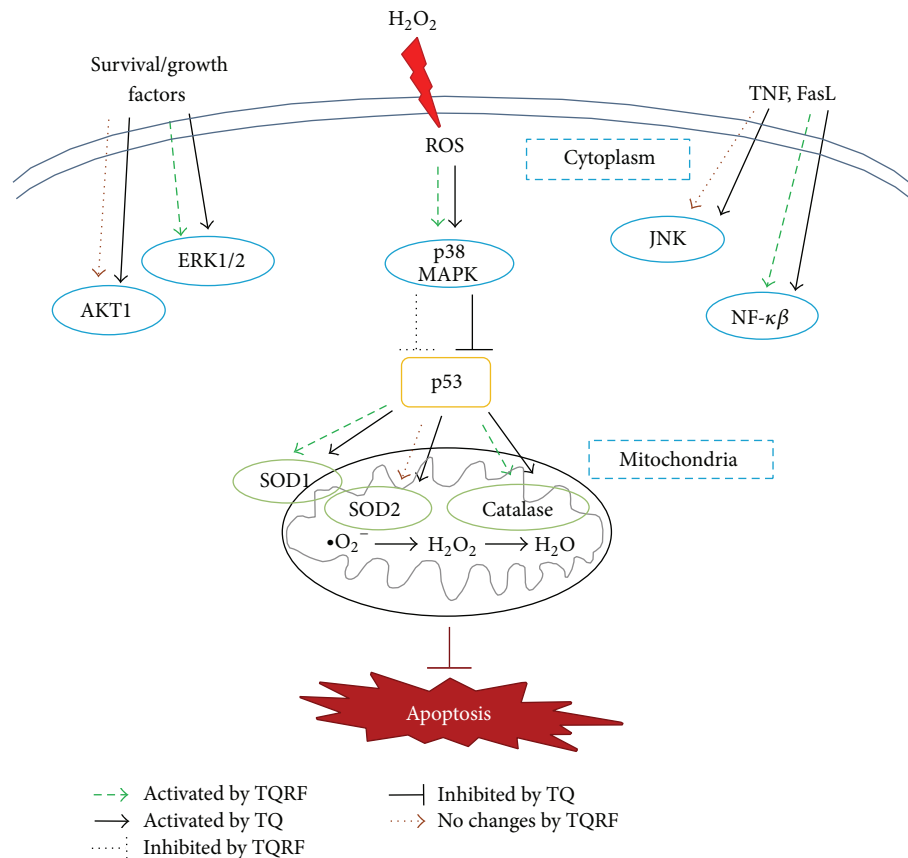 H₂O₂
Survival/growth
factors
TNF, FasL
ROS
Cytoplasm
ERK1/2
p38
MAPK
JNK
AKT1
NF-κβ
p53
Mitochondria
SOD1
SOD2
Catalase
•O₂⁻ H₂O₂ H₂O
Apoptosis
Activated by TQRF
Activated by TQ
Inhibited by TQRF
Inhibited by TQ
No changes by TQRF